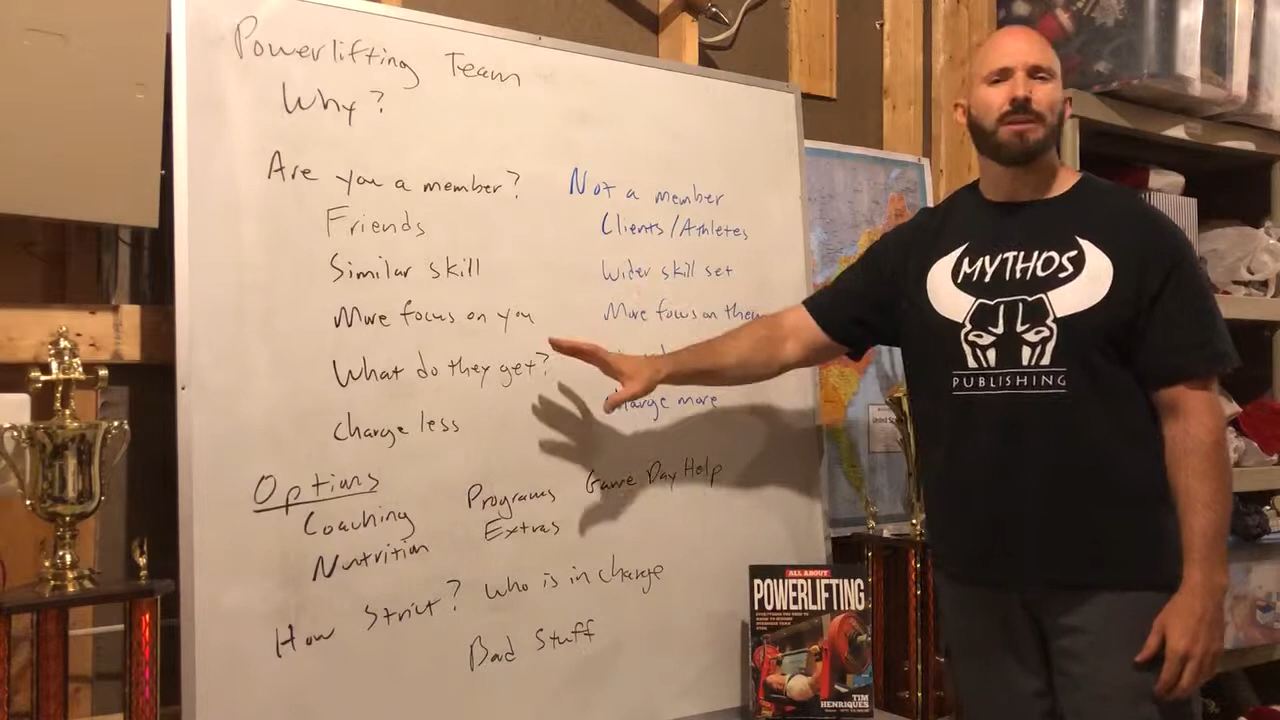 Powerlifting Team
Why?
Are you a member?
Friends
Similar skill
More focus on you
What do they get?
Charge less
Not a member
Clients/Athletes
Wider skill set
More focus on them
Charge more
Options
Coaching
Nutrition
Programs
Extras
Game Day Help
How Strict? Who is in charge
Bad Stuff
MYTHOS
PUBLISHING
ALL ABOUT
POWERLIFTING
TIM
HENRIQUES